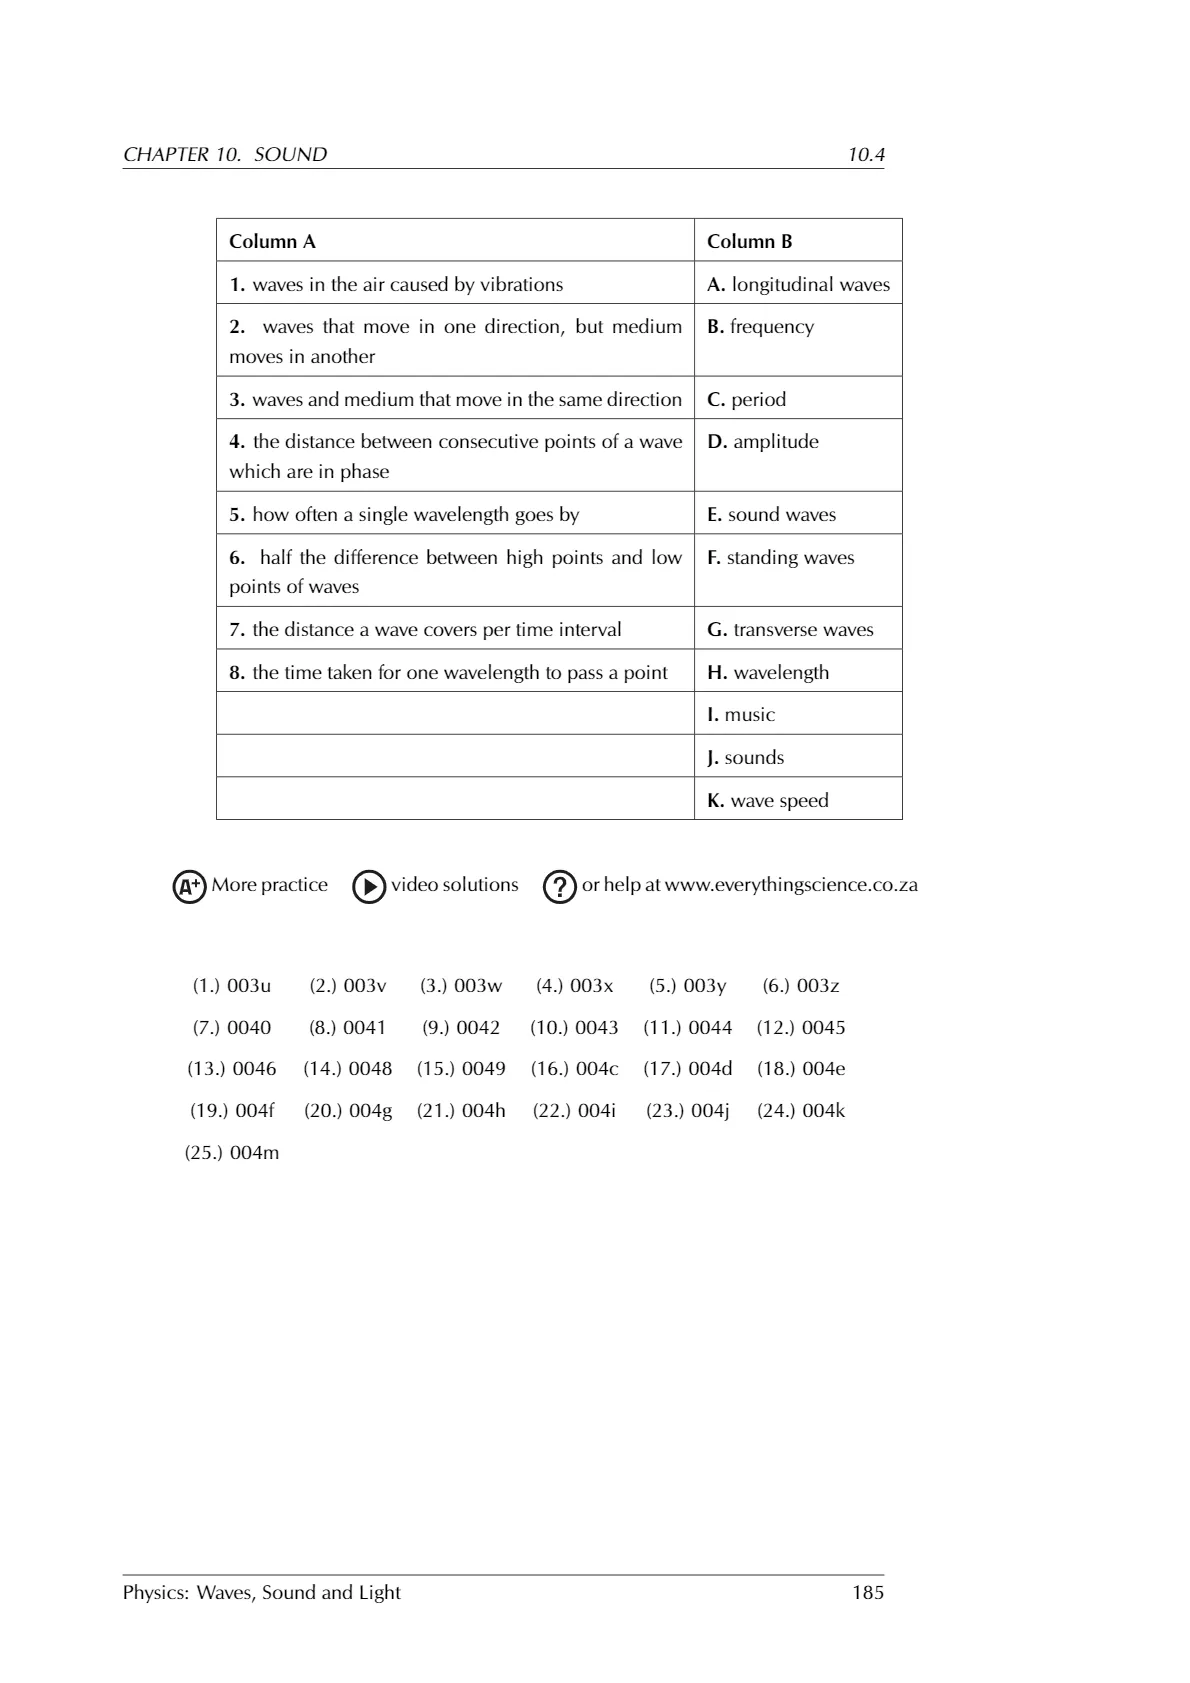 CHAPTER 10. SOUND 10.4
Column A Column B
1. waves in the air caused by vibrations A. longitudinal waves
2. waves that move in one direction, but medium B. frequency
moves in another
3. waves and medium that move in the same direction C. period
4. the distance between consecutive points of a wave D. amplitude
which are in phase
5. how often a single wavelength goes by E. sound waves
6. half the difference between high points and low F. standing waves
points of waves
7. the distance a wave covers per time interval G. transverse waves
8. the time taken for one wavelength to pass a point H. wavelength
I. music
J. sounds
K. wave speed
A+ More practice video solutions ? or help at www.everythingscience.co.za
(1.) 003u (2.) 003v (3.) 003w (4.) 003x (5.) 003y (6.) 003z
(7.) 0040 (8.) 0041 (9.) 0042 (10.) 0043 (11.) 0044 (12.) 0045
(13.) 0046 (14.) 0048 (15.) 0049 (16.) 004c (17.) 004d (18.) 004e
(19.) 004f (20.) 004g (21.) 004h (22.) 004i (23.) 004j (24.) 004k
(25.) 004m
Physics: Waves, Sound and Light 185